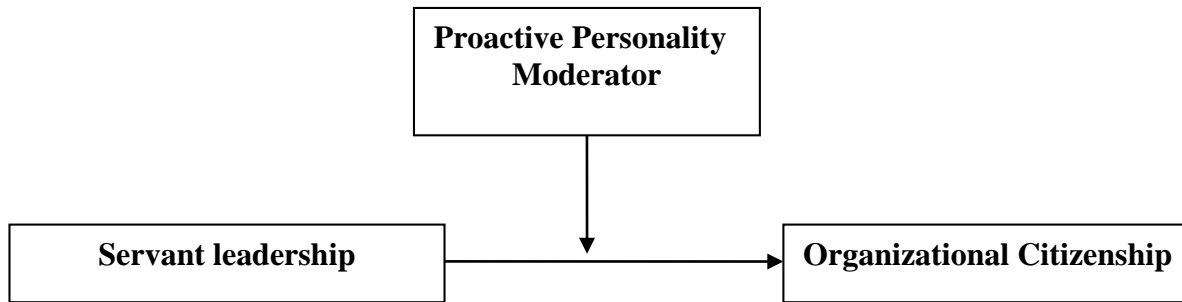 Proactive Personality
Moderator
Servant leadership
Organizational Citizenship